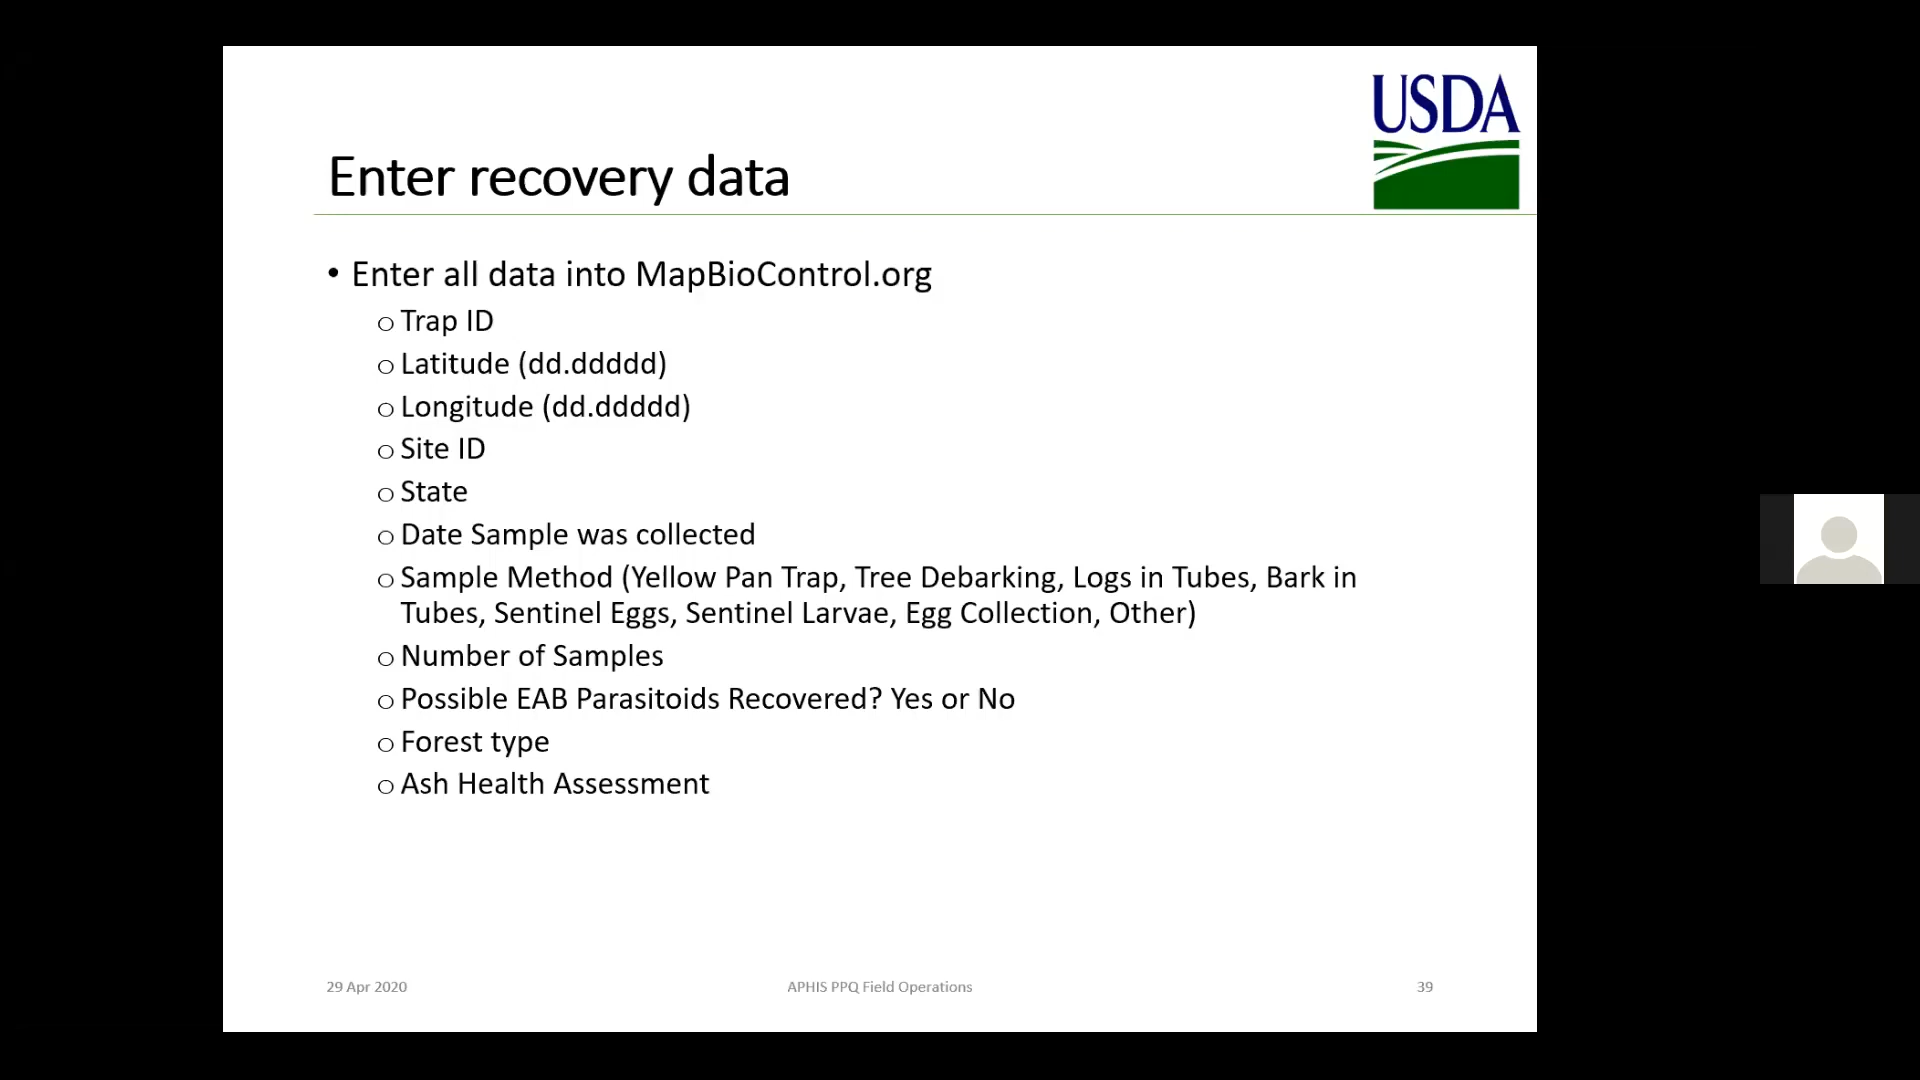 USDA
Enter recovery data
• Enter all data into MapBioControl.org
o Trap ID
o Latitude (dd.ddddd)
o Longitude (dd.ddddd)
o Site ID
o State
o Date Sample was collected
o Sample Method (Yellow Pan Trap, Tree Debarking, Logs in Tubes, Bark in
Tubes, Sentinel Eggs, Sentinel Larvae, Egg Collection, Other)
o Number of Samples
o Possible EAB Parasitoids Recovered? Yes or No
o Forest type
o Ash Health Assessment
29 Apr 2020
APHIS PPQ Field Operations
39